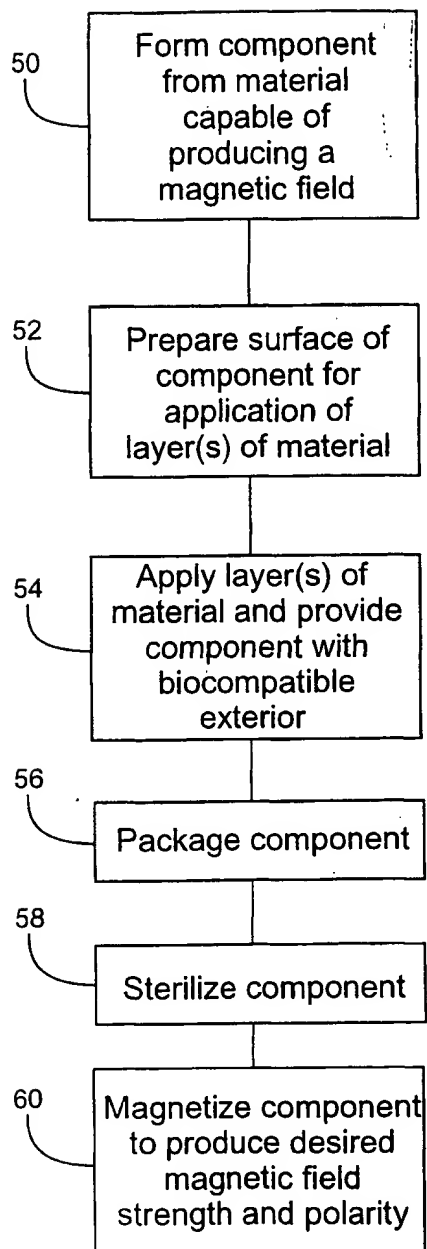 50
Form component
from material
capable of
producing a
magnetic field
52
Prepare surface of
component for
application of
layer(s) of material
54
Apply layer(s) of
material and provide
component with
biocompatible
exterior
56
Package component
58
Sterilize component
60
Magnetize component
to produce desired
magnetic field
strength and polarity